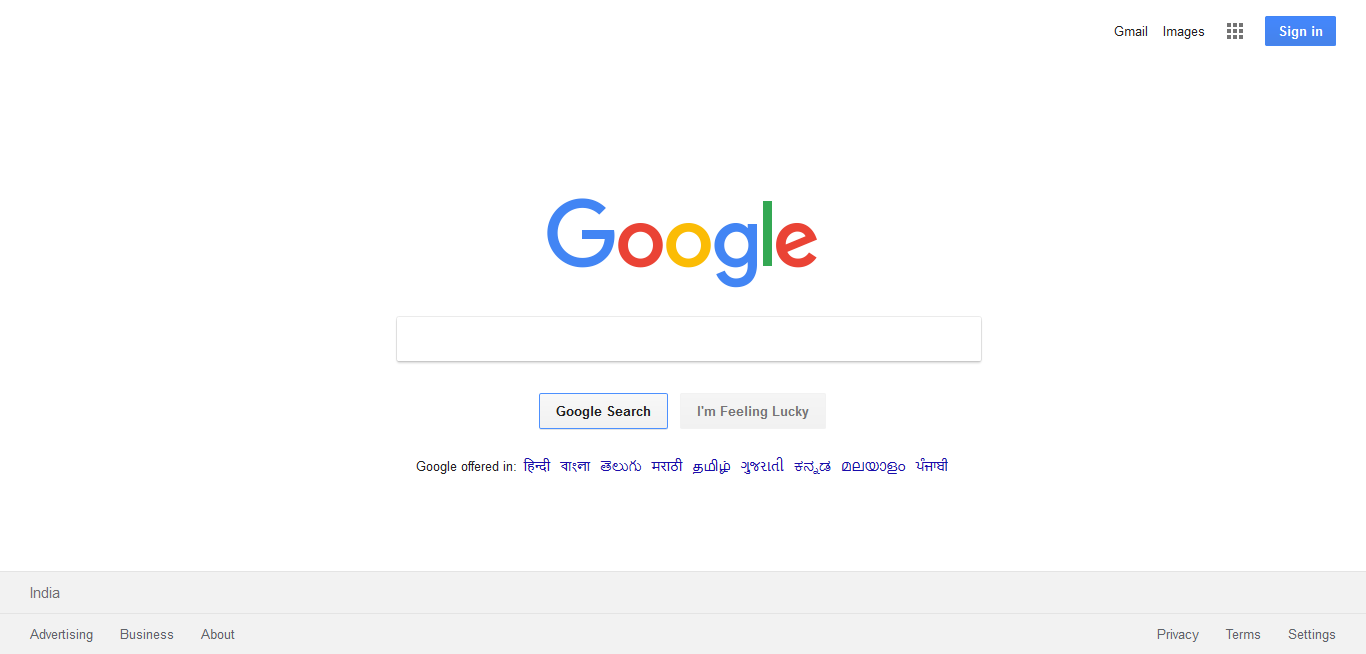 Gmail Images Sign in
Google
Google Search I'm Feeling Lucky
Google offered in: हिन्दी বাংলা తెలుగు मराठी தமிழ் ગુજરાતી ಕನ್ನಡ മലയാളം ਪੰਜਾਬੀ
India
Advertising Business About Privacy Terms Settings